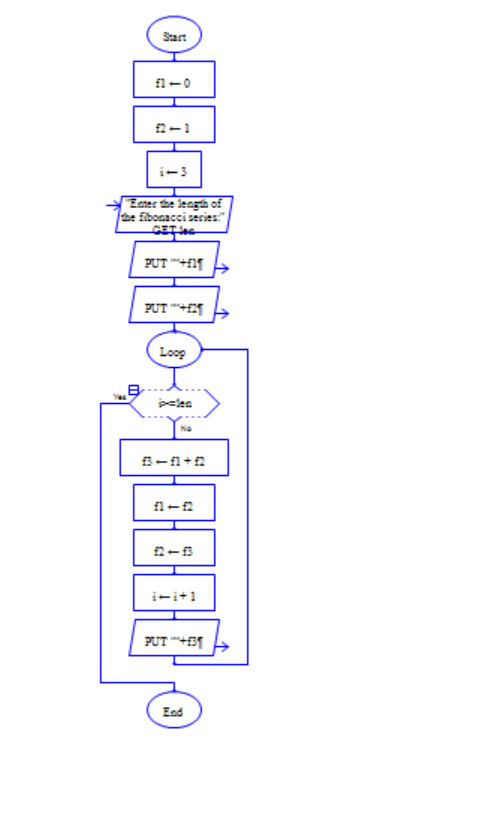 Start
f1 ← 0
f2 ← 1
i ← 3
"Enter the length of
the fibonacci series:"
GET len
PUT ""+f1¶
PUT ""+f2¶
Loop
Yes
i>=len
No
f3 ← f1 + f2
f1 ← f2
f2 ← f3
i ← i + 1
PUT ""+f3¶
End